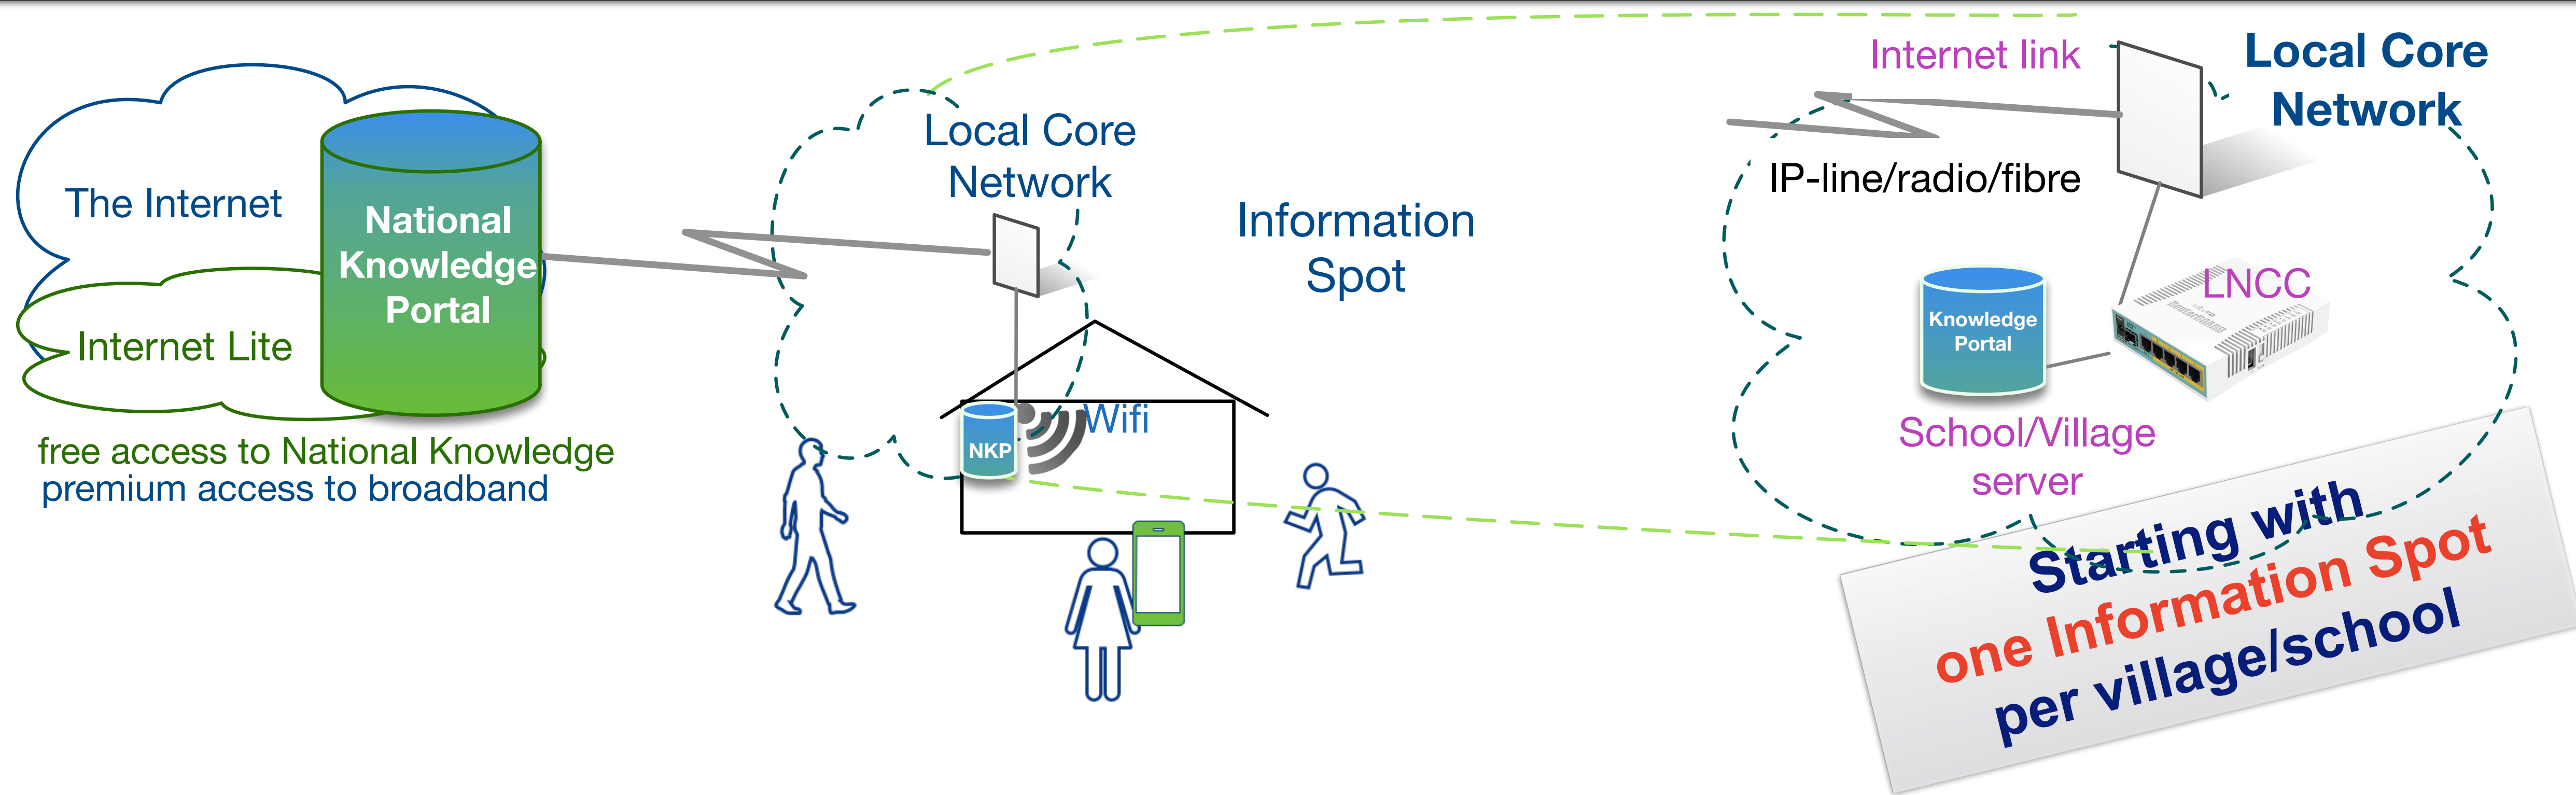 The Internet
National
Knowledge
Portal
Internet Lite
free access to National Knowledge
premium access to broadband
Local Core
Network
Information
Spot
NKP
Wifi
Internet link
Local Core
Network
IP-line/radio/fibre
LNCC
Knowledge
Portal
School/Village
server
Starting with
one Information Spot
per village/school